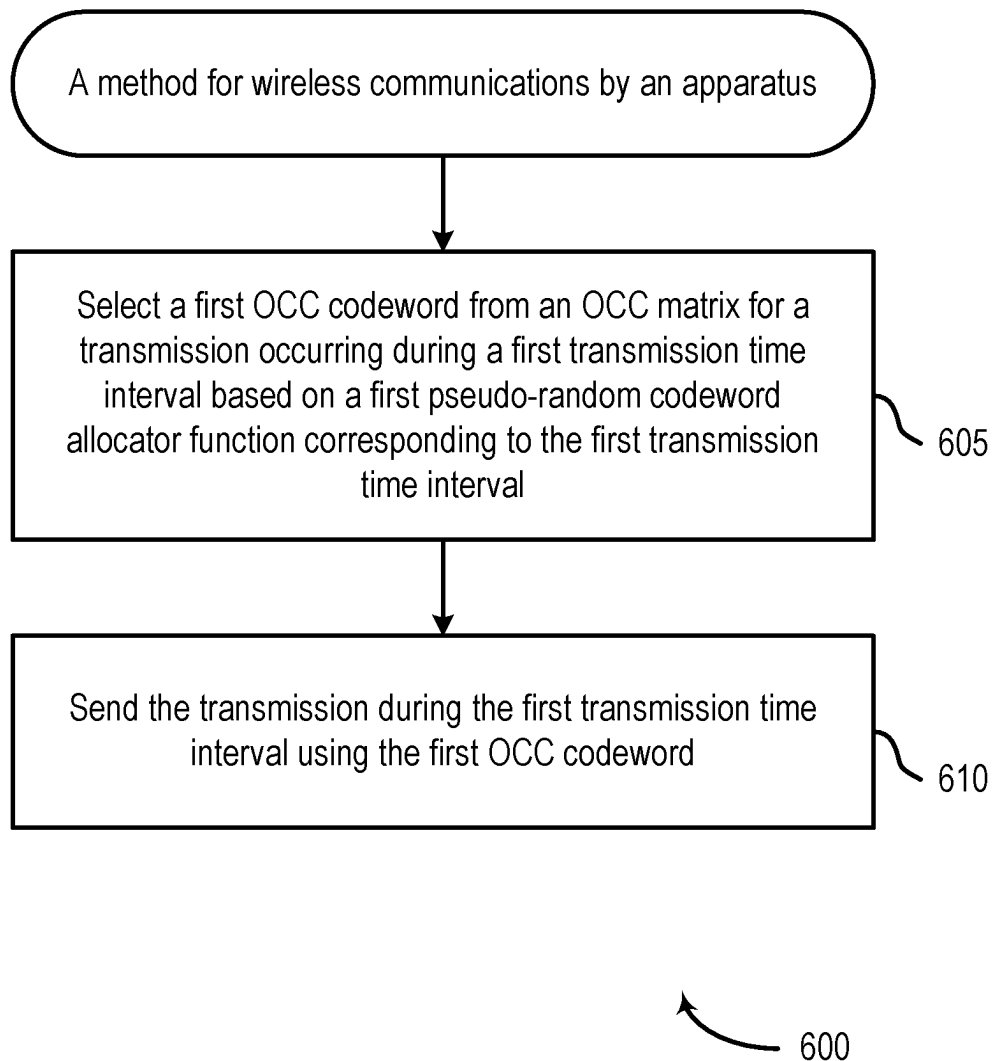 A method for wireless communications by an apparatus
Select a first OCC codeword from an OCC matrix for a
transmission occurring during a first transmission time
interval based on a first pseudo-random codeword
allocator function corresponding to the first transmission
time interval
605
Send the transmission during the first transmission time
interval using the first OCC codeword
610
600